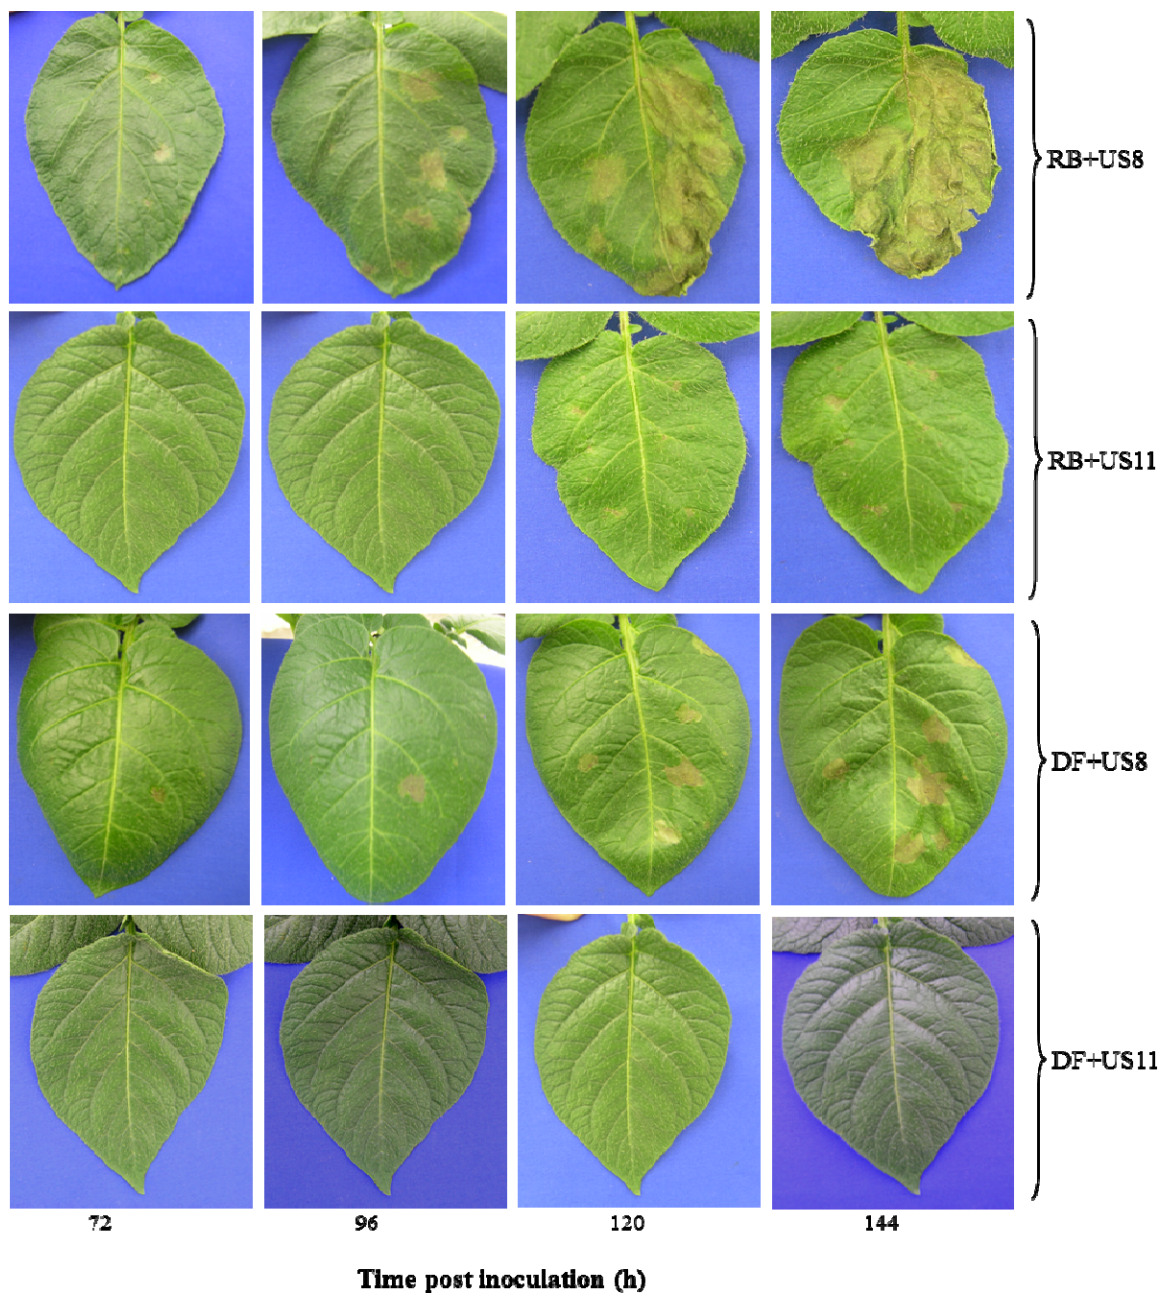 RB+US8
RB+US11
DF+US8
DF+US11
72 96 120 144
Time post inoculation (h)